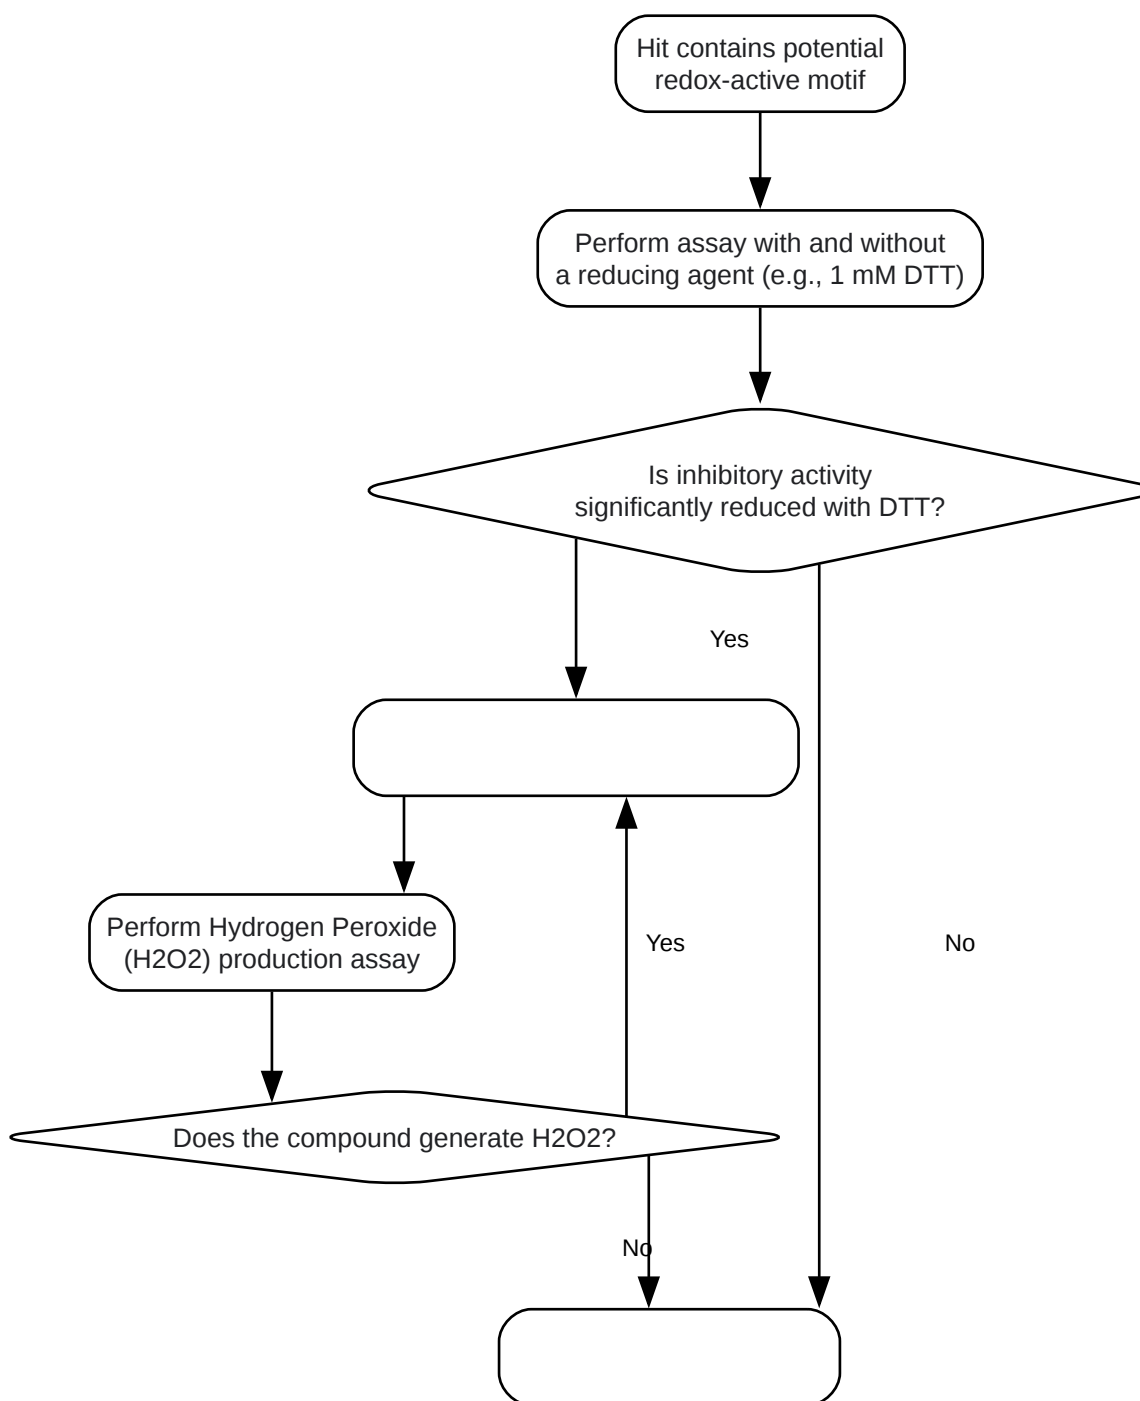 Hit contains potential
redox-active motif
Perform assay with and without
a reducing agent (e.g., 1 mM DTT)
Is inhibitory activity
significantly reduced with DTT?
Yes
Perform Hydrogen Peroxide
(H2O2) production assay
Yes
No
Does the compound generate H2O2?
No